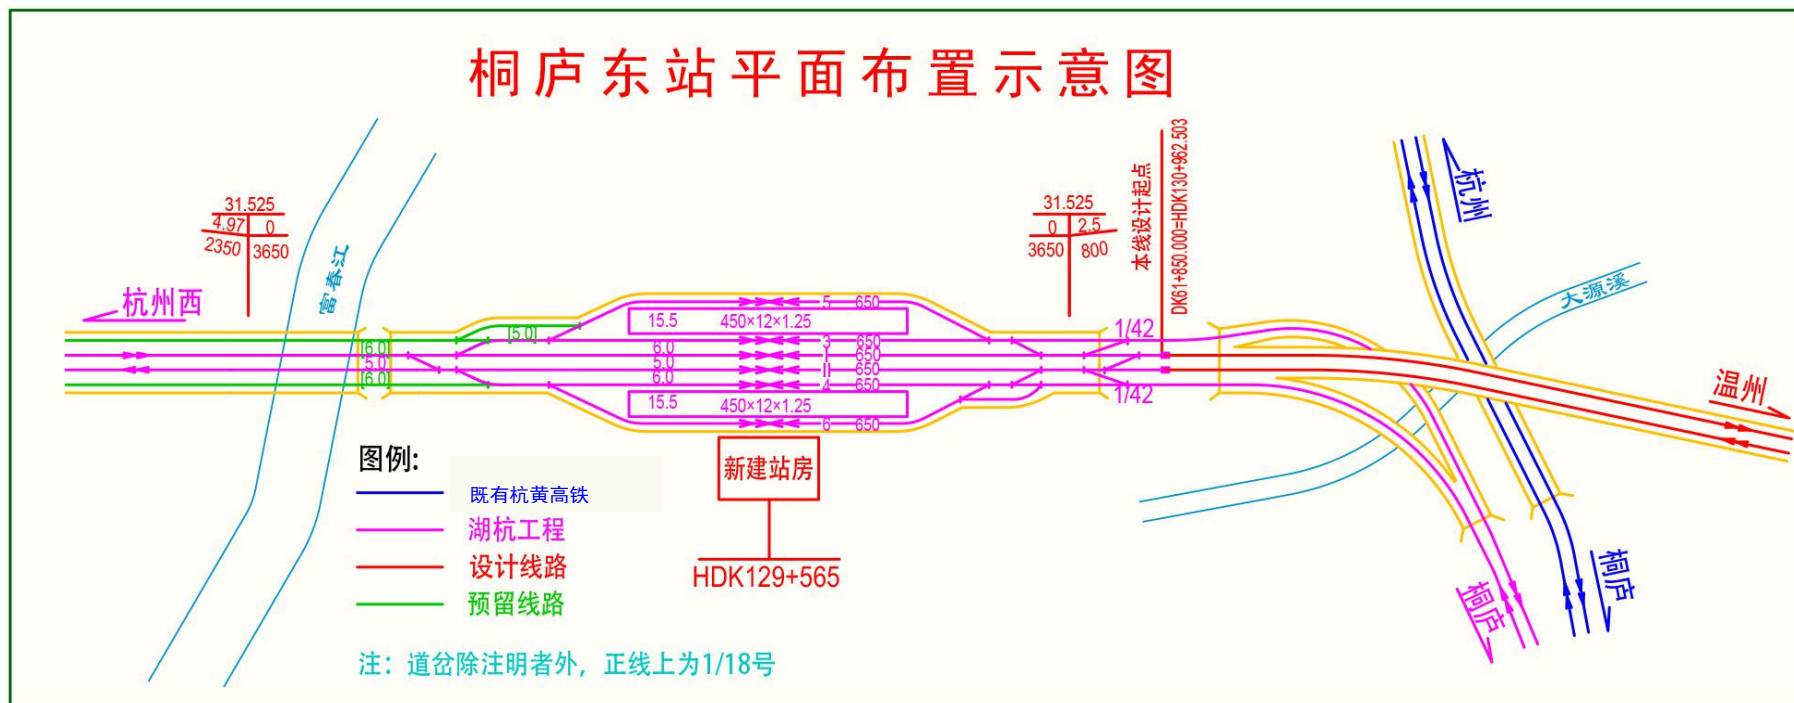 桐庐东站平面布置示意图
31.525
4.97 0
2350 3650
富春江
杭州西
31.525
0 2.5
3650 800
本线设计起点
DK61+850.000=HDK130+962.503
杭州
大源溪
5 650
15.5 450×12×1.25
[5.0]
3 650
[6.0] 6.0
I 650
5.0 5.0
II 650
[6.0] 6.0
4 650
15.5 450×12×1.25
6 650
1/42
1/42
温州
新建站房
HDK129+565
桐庐
桐庐
图例:
既有杭黄高铁
湖杭工程
设计线路
预留线路
注：道岔除注明者外，正线上为1/18号